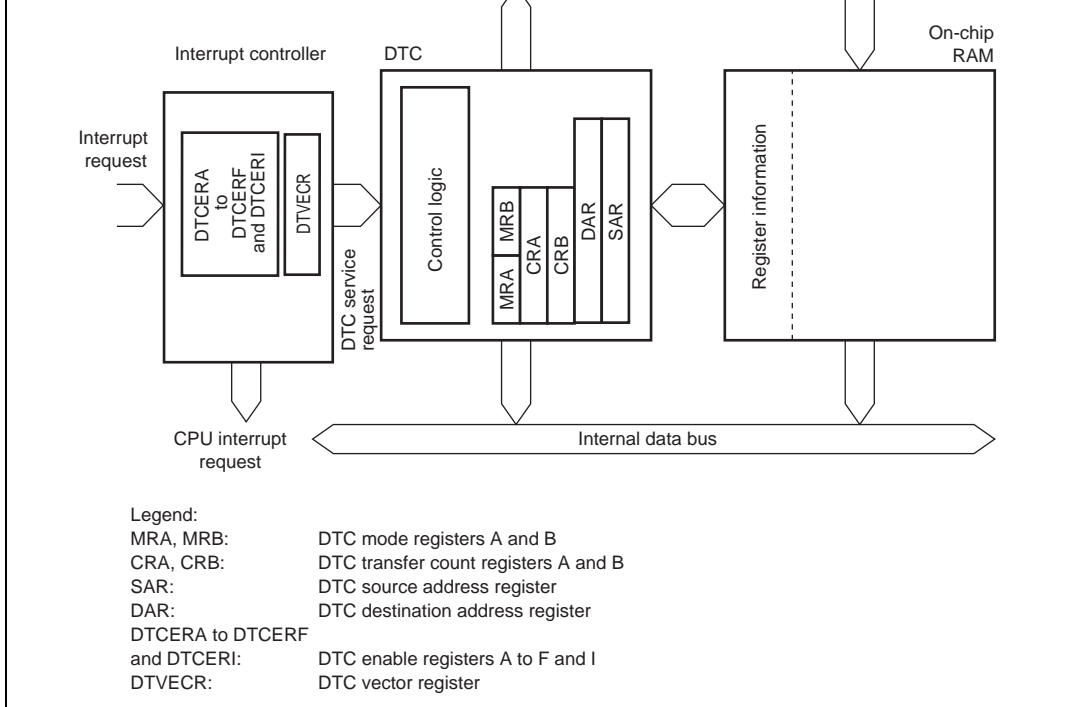 On-chip
RAM
Interrupt controller
DTC
Interrupt
request
DTCERA
to
DTCERF
and DTCERI
DTVECR
DTC service
request
Control logic
MRA
MRB
CRA
CRB
DAR
SAR
Register information
CPU interrupt
request
Internal data bus
Legend:
MRA, MRB: DTC mode registers A and B
CRA, CRB: DTC transfer count registers A and B
SAR: DTC source address register
DAR: DTC destination address register
DTCERA to DTCERF
and DTCERI: DTC enable registers A to F and I
DTVECR: DTC vector register